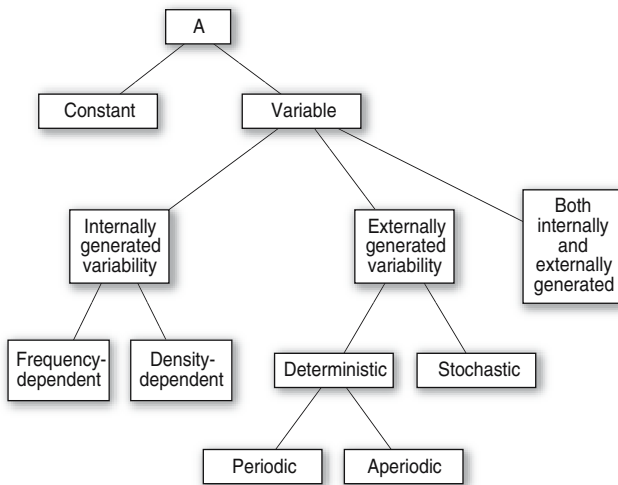 A
Constant
Variable
Internally
generated
variability
Externally
generated
variability
Both
internally
and
externally
generated
Frequency-
dependent
Density-
dependent
Deterministic
Stochastic
Periodic
Aperiodic